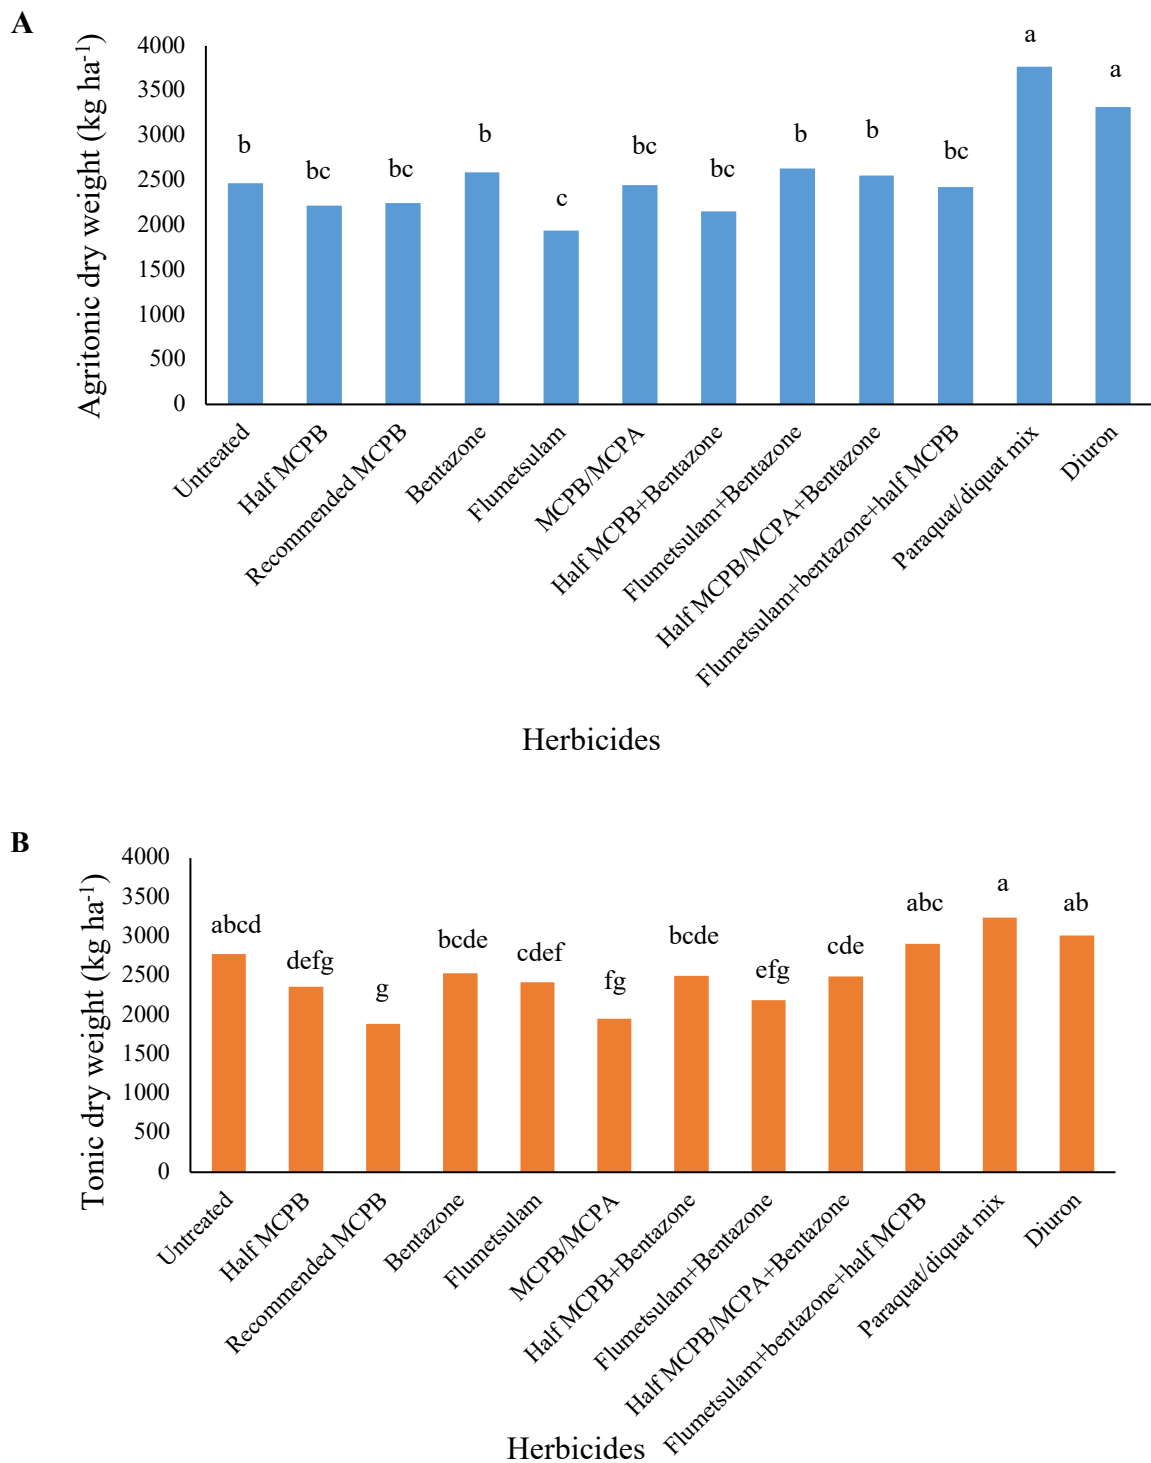 A
Agritonic dry weight (kg ha-1)
4000
3500
3000
2500
2000
1500
1000
500
0
b
bc
bc
b
c
bc
bc
b
b
bc
a
a
Untreated
Half MCPB
Recommended MCPB
Bentazone
Flumetsulam
MCPB/MCPA
Half MCPB+Bentazone
Flumetsulam+Bentazone
Half MCPB/MCPA+Bentazone
Flumetsulam+bentazone+half MCPB
Paraquat/diquat mix
Diuron
Herbicides
B
Tonic dry weight (kg ha-1)
4000
3500
3000
2500
2000
1500
1000
500
0
abcd
defg
g
bcde
cdef
fg
bcde
efg
cde
abc
a
ab
Untreated
Half MCPB
Recommended MCPB
Bentazone
Flumetsulam
MCPB/MCPA
Half MCPB+Bentazone
Flumetsulam+Bentazone
Half MCPB/MCPA+Bentazone
Flumetsulam+bentazone+half MCPB
Paraquat/diquat mix
Diuron
Herbicides